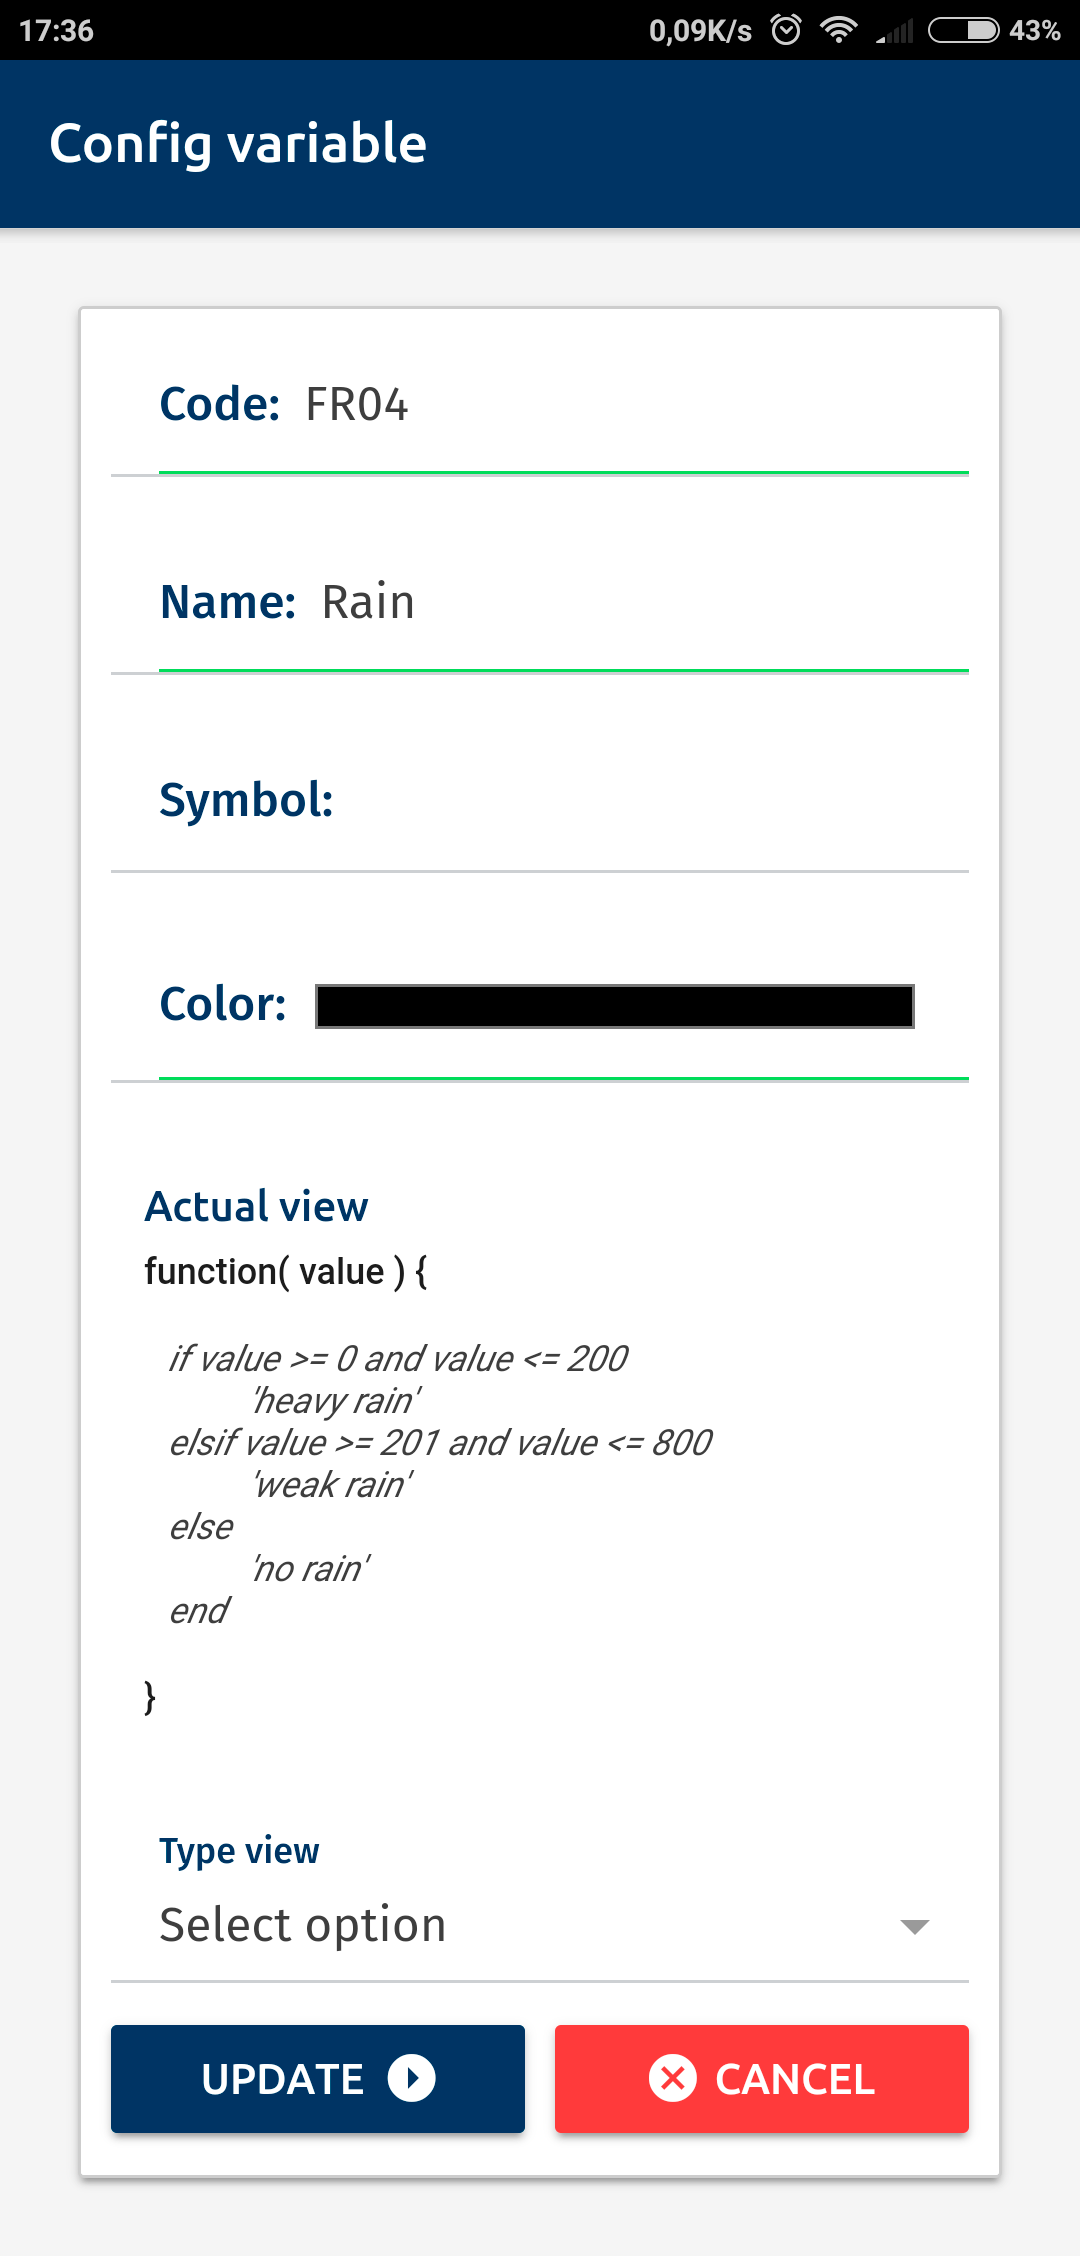 17:36 0,09K/s 43%
Config variable
Code: FR04
Name: Rain
Symbol:
Color:
Actual view
function( value ) {
if value >= 0 and value <= 200
'heavy rain'
elsif value >= 201 and value <= 800
'weak rain'
else
'no rain'
end
}
Type view
Select option
UPDATE CANCEL